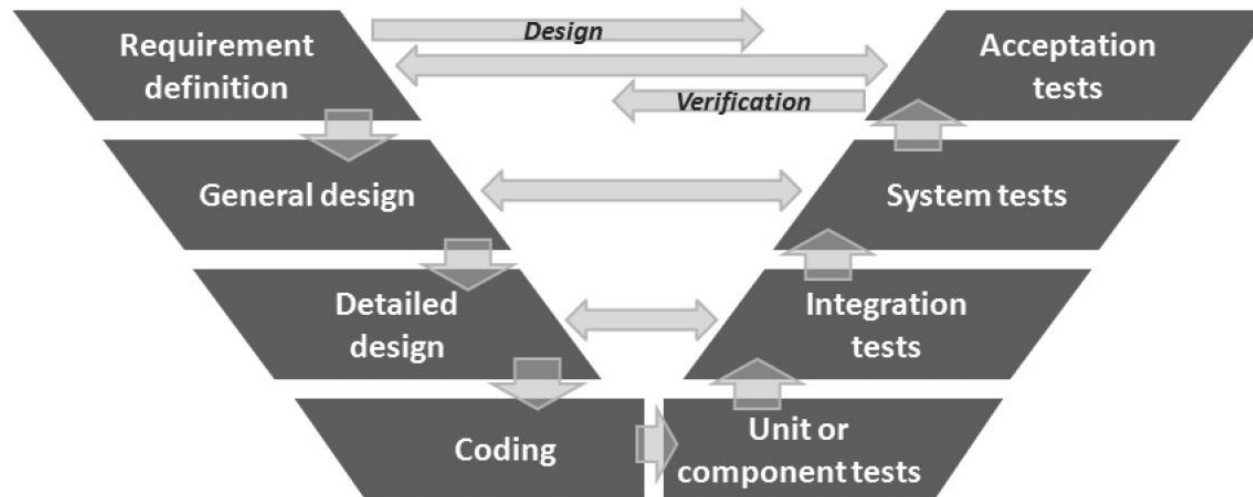 Requirement
definition
Design
Verification
Acceptation
tests
General design
System tests
Detailed
design
Integration
tests
Coding
Unit or
component tests